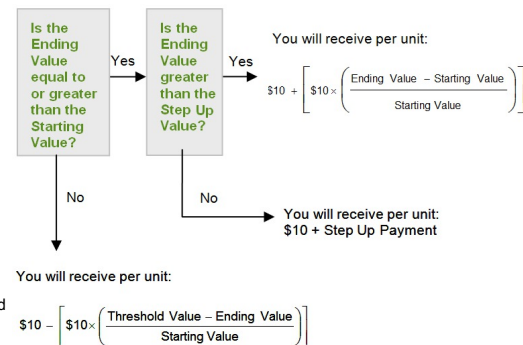 Is the
Ending
Value
equal to
or greater
than the
Starting
Value?
Yes
Is the
Ending
Value
greater
than the
Step Up
Value?
Yes
You will receive per unit:
$10 + [ $10 × ( Ending Value – Starting Value
Starting Value ) ]
No
No
You will receive per unit:
$10 + Step Up Payment
You will receive per unit:
d
$10 – [ $10× ( Threshold Value – Ending Value
Starting Value ) ]